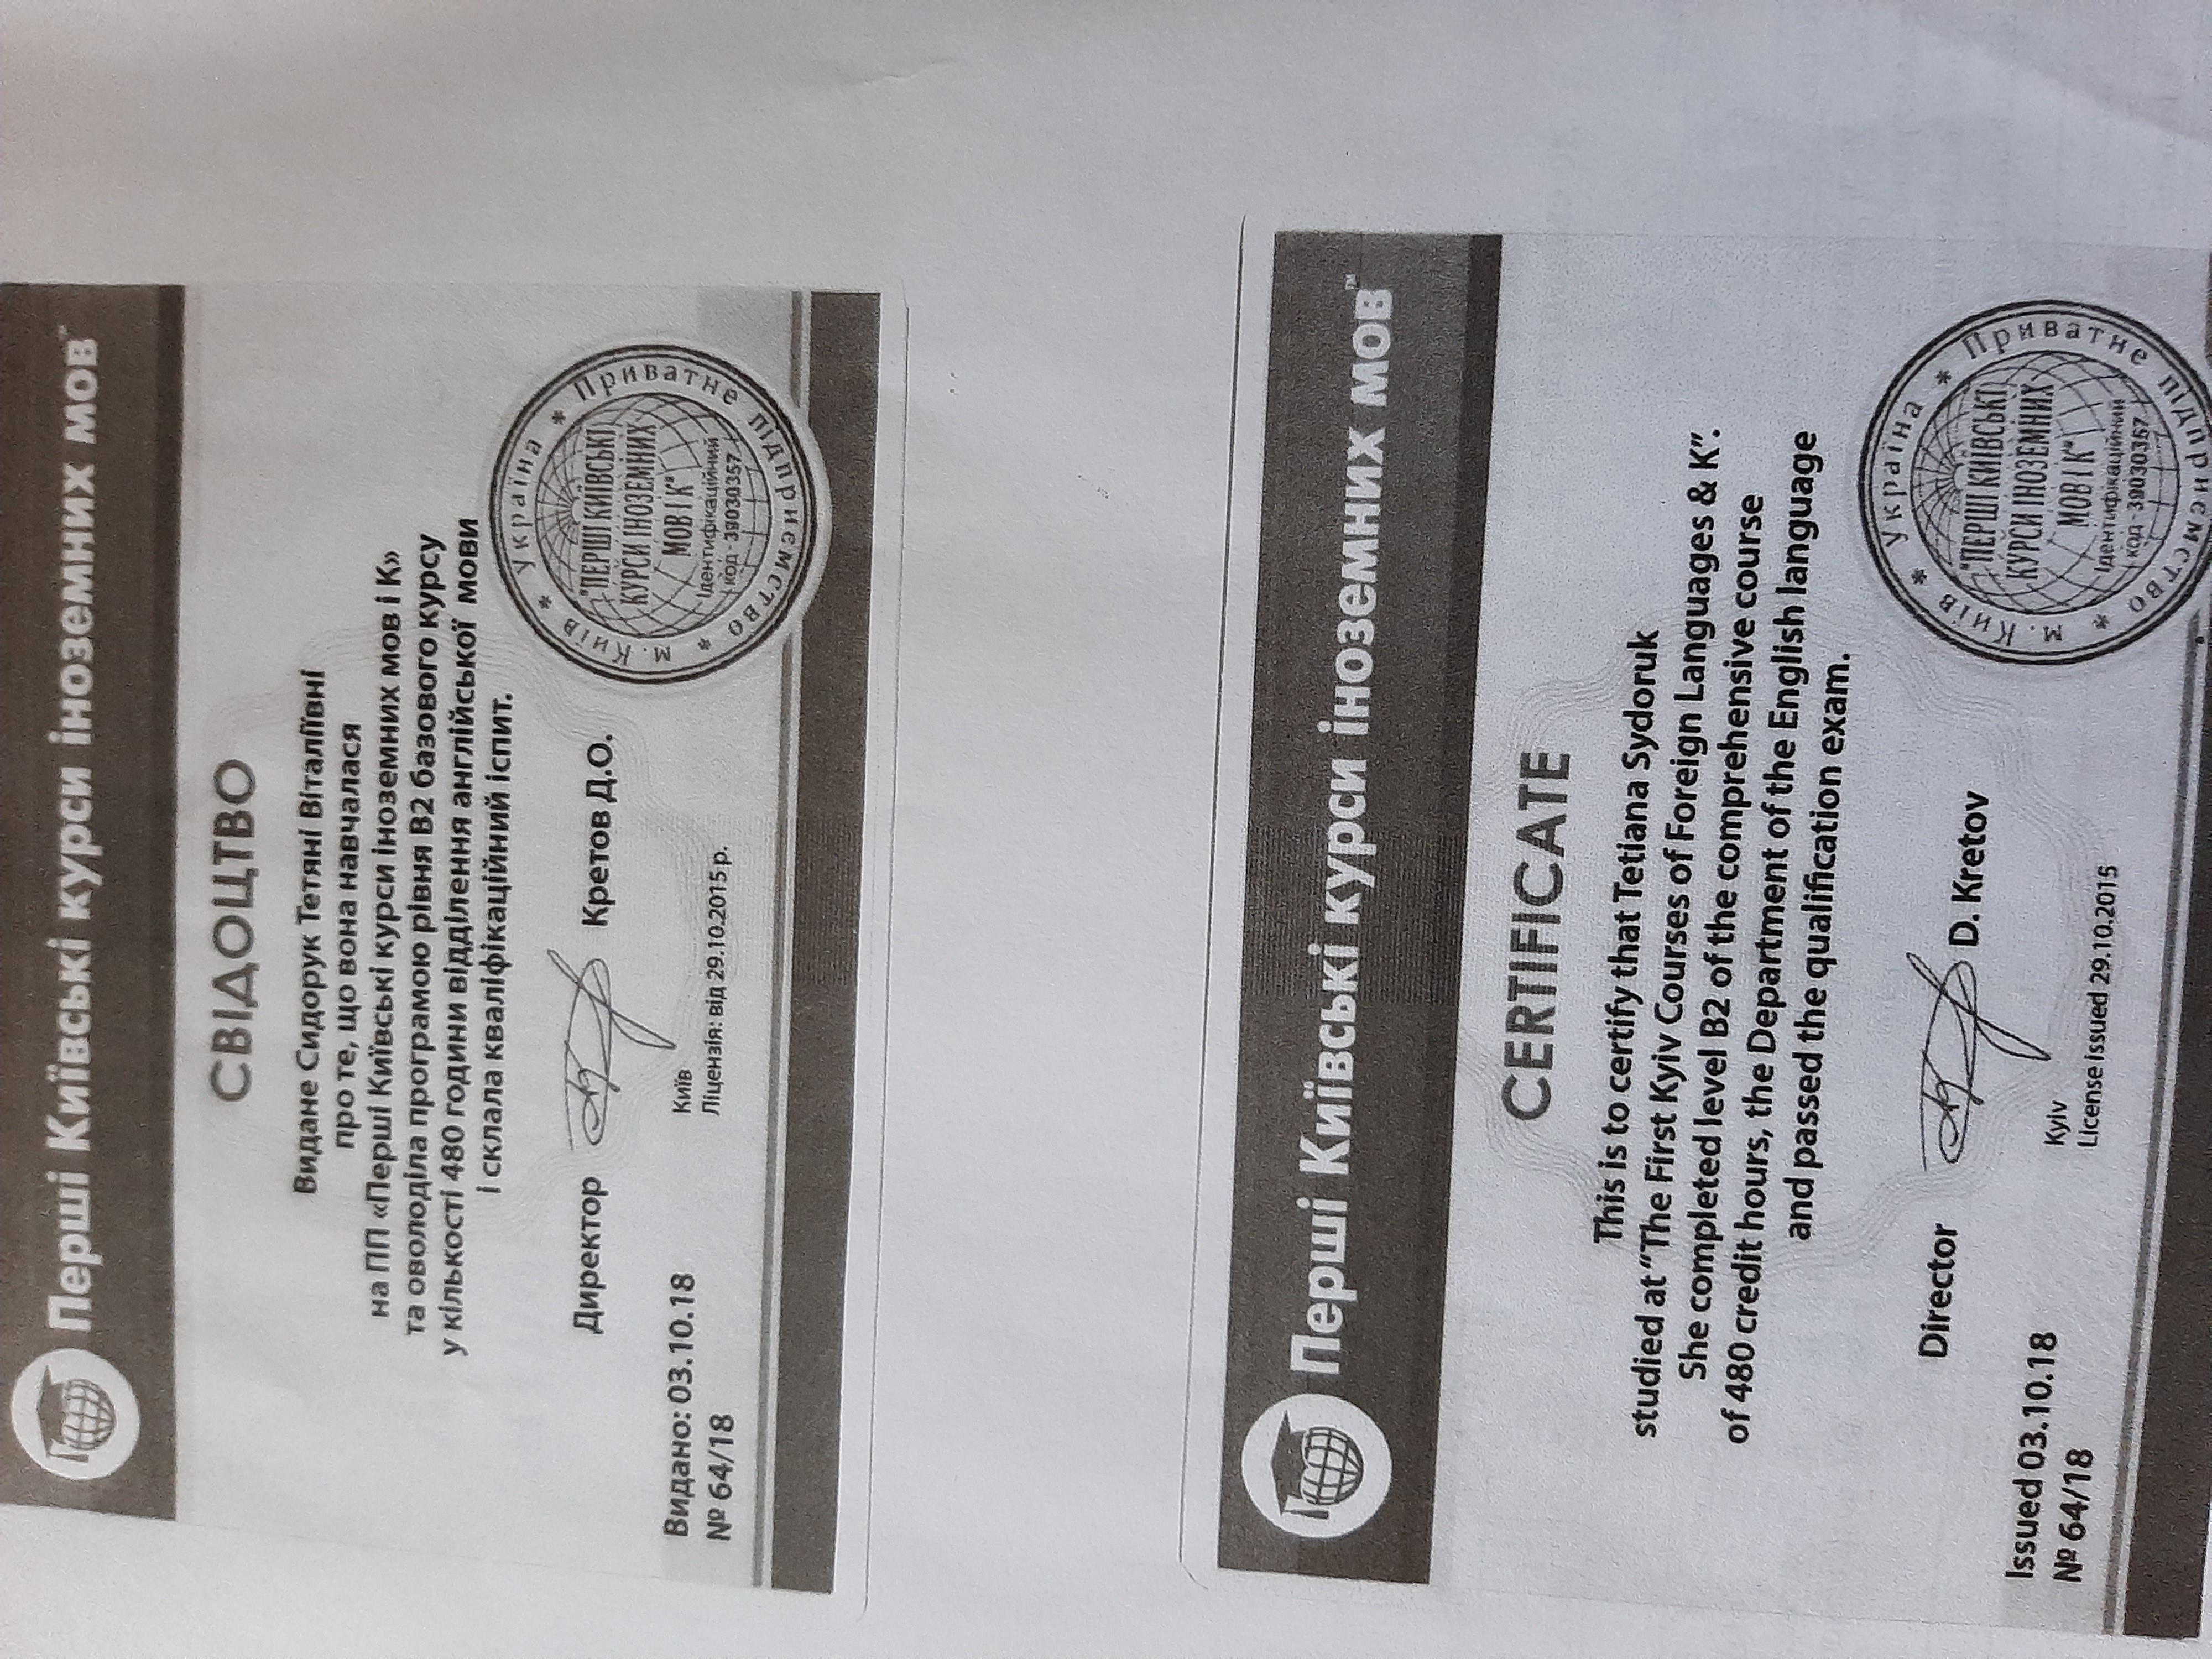 Перші Київські курси іноземних мов™
СВІДОЦТВО
Видане Сидорук Тетяні Віталіївні
про те, що вона навчалася
на ПП «Перші Київські курси іноземних мов і К»
та оволоділа програмою рівня В2 базового курсу
у кількості 480 години відділення англійської мови
і склала кваліфікаційний іспит.
Директор Кретов Д.О.
Видано: 03.10.18
№ 64/18
Київ
Ліцензія: від 29.10.2015 р.
м. Київ * Україна * Приватне підприємство *
"ПЕРШІ КИЇВСЬКІ
КУРСИ ІНОЗЕМНИХ
МОВ І К"
Ідентифікаційний
код - 39030357
Перші Київські курси іноземних мов™
CERTIFICATE
This is to certify that Tetiana Sydoruk
studied at "The First Kyiv Courses of Foreign Languages & K".
She completed level B2 of the comprehensive course
of 480 credit hours, the Department of the English language
and passed the qualification exam.
Director D. Kretov
Issued 03.10.18
№ 64/18
Kyiv
License Issued 29.10.2015
м. Київ * Україна * Приватне підприємство *
"ПЕРШІ КИЇВСЬКІ
КУРСИ ІНОЗЕМНИХ
МОВ І К"
Ідентифікаційний
код - 39030357